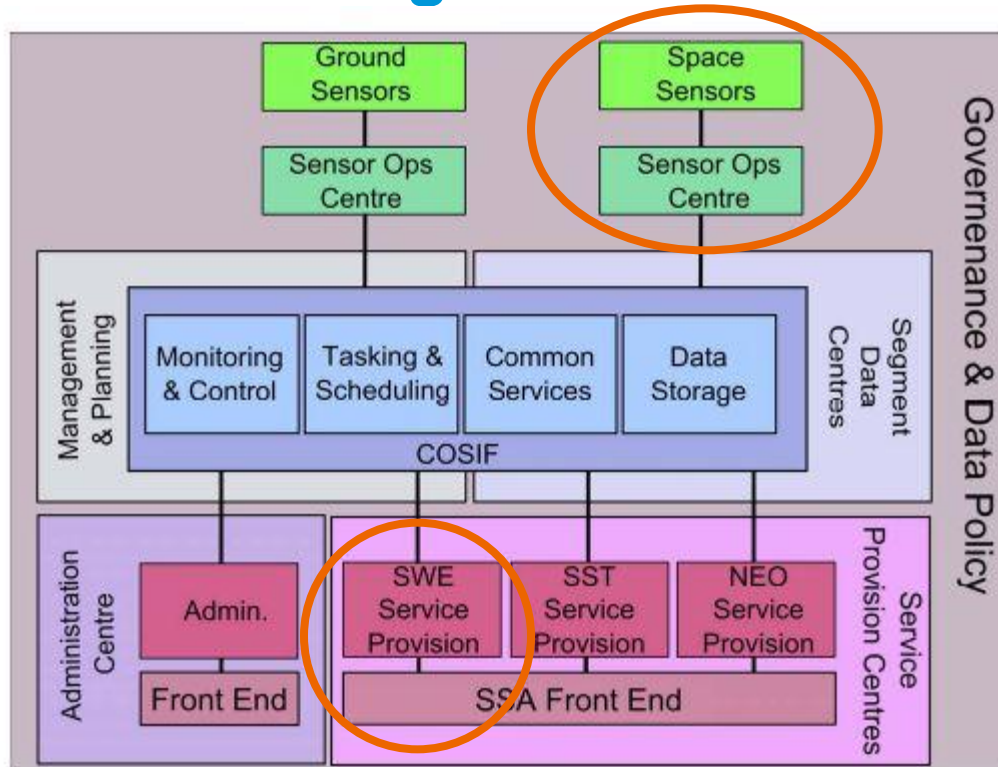 Ground
Sensors
Space
Sensors
Sensor Ops
Centre
Sensor Ops
Centre
Governenance & Data Policy
Management
& Planning
Monitoring
& Control
Tasking &
Scheduling
Common
Services
Data
Storage
COSIF
Segment
Data
Centres
Administration
Centre
Admin.
Front End
SWE
Service
Provision
SST
Service
Provision
NEO
Service
Provision
SSA Front End
Service
Provision Centres